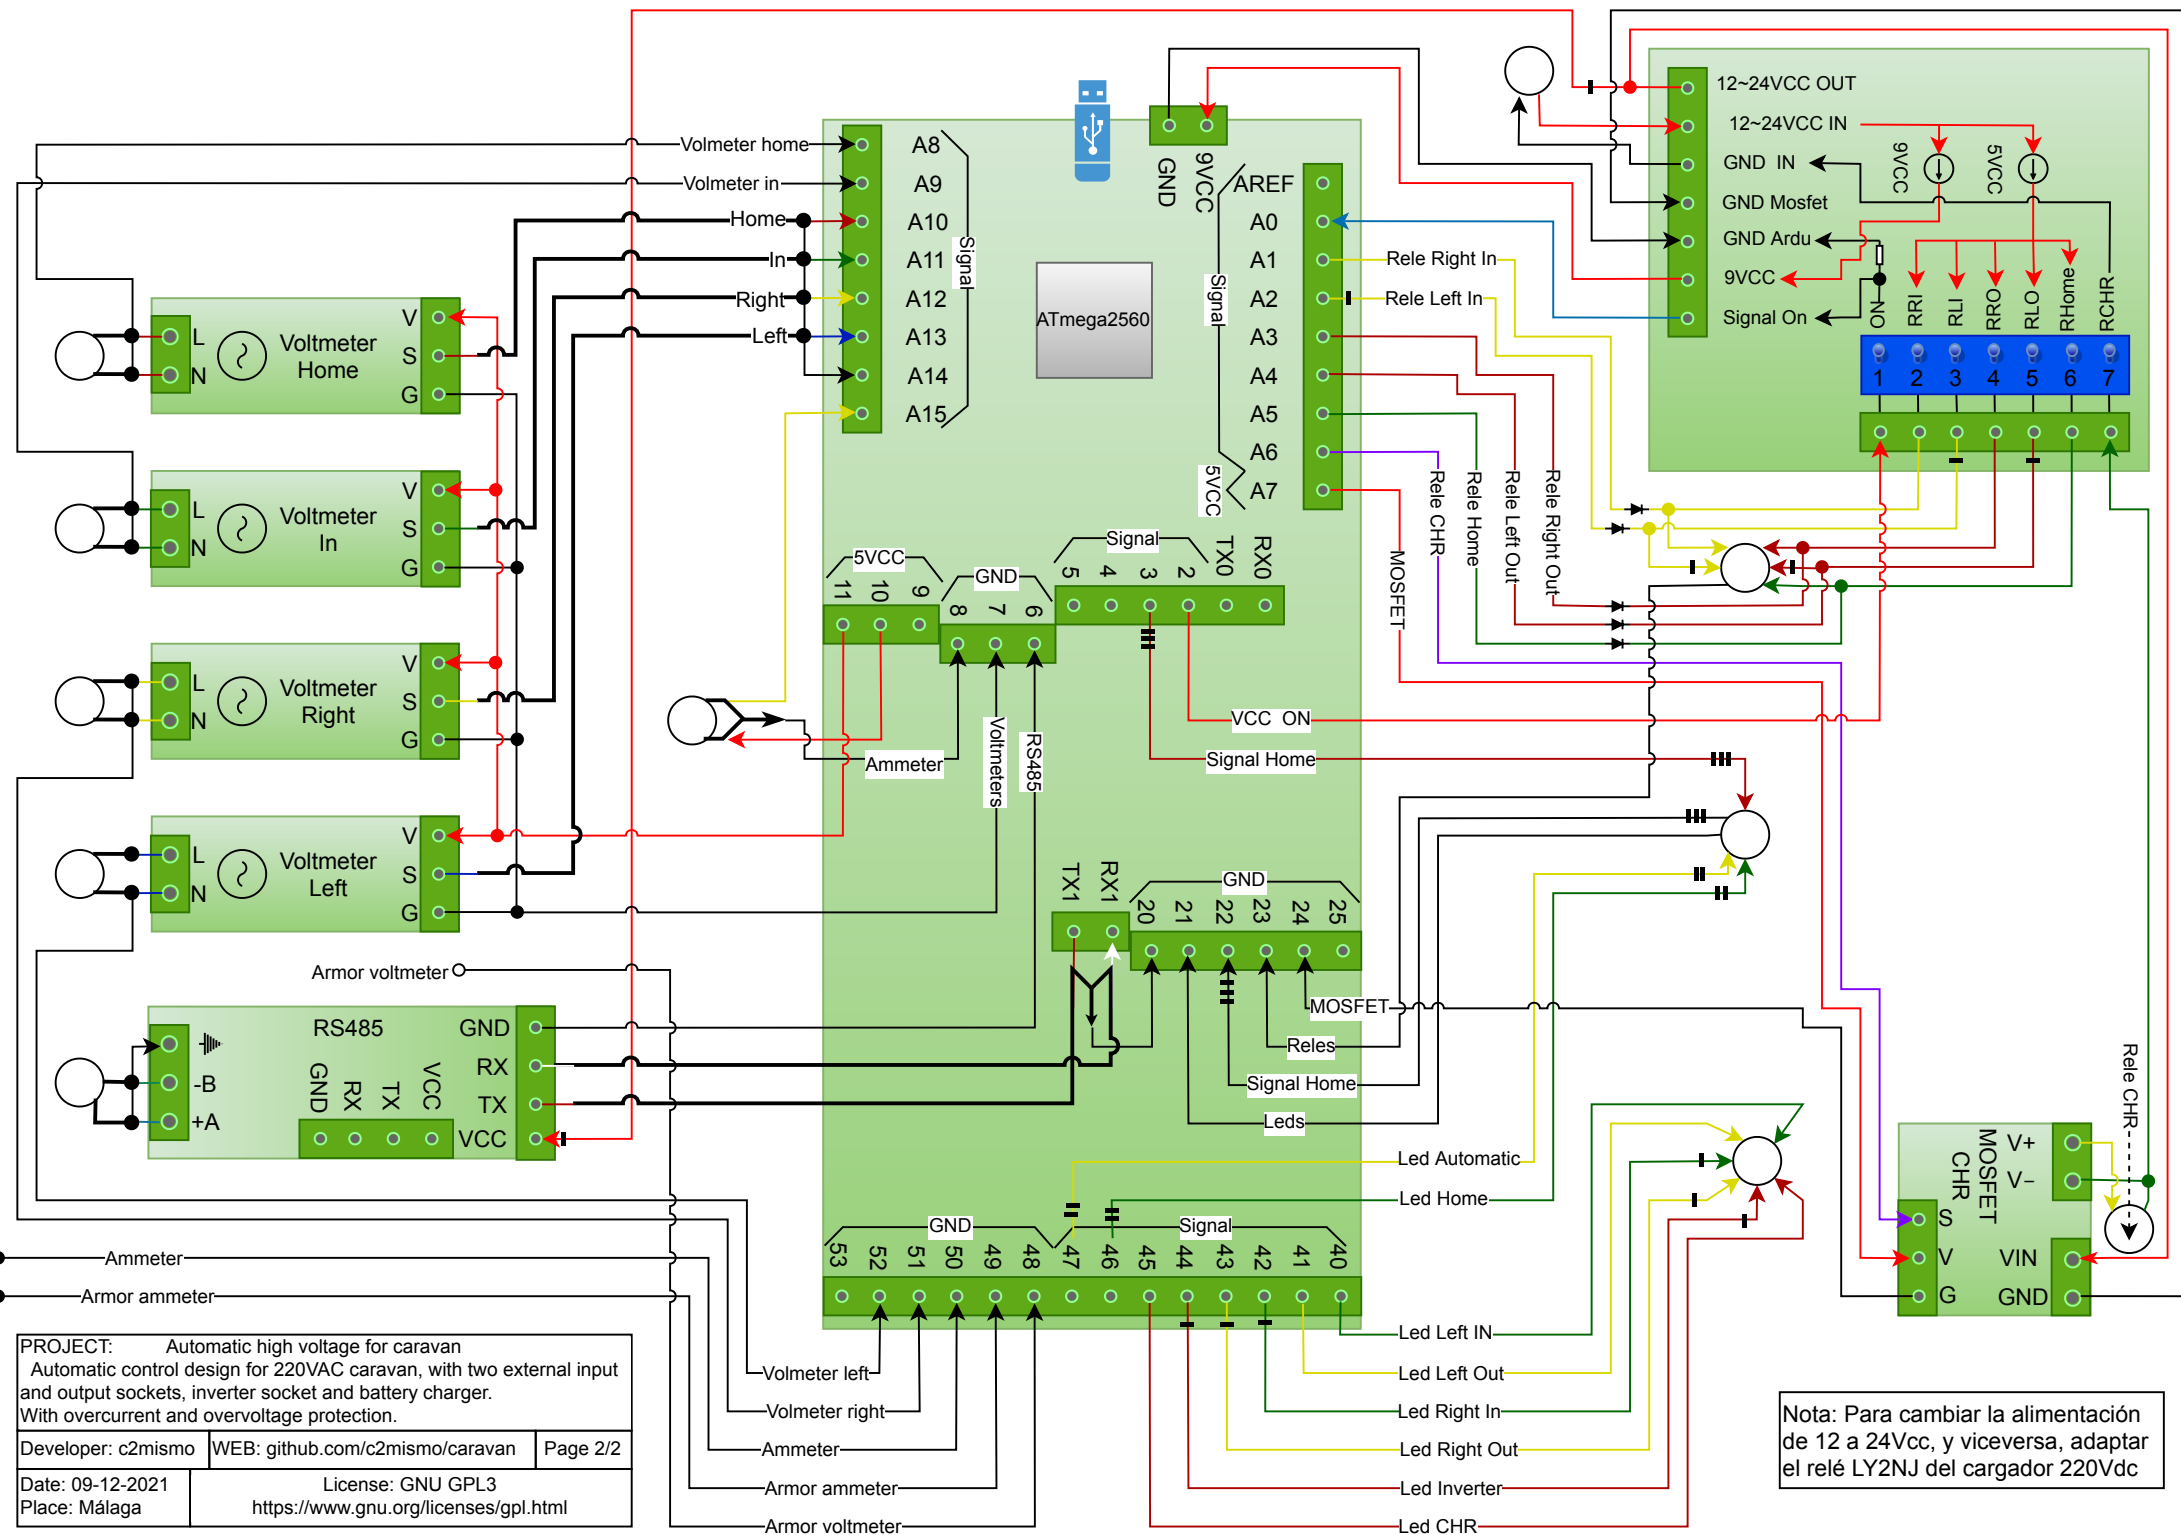 12~24VCC OUT
12~24VCC IN
GND IN
GND Mosfet
GND Ardu
9VCC
Signal On
9VCC
5VCC
ON
RRI
RLI
RRO
RLO
RHome
RCHR
1 2 3 4 5 6 7
Volmeter home
Volmeter in
Home
In
Right
Left
A8
A9
A10
A11
A12
A13
A14
A15
Signal
GND
9VCC
ATmega2560
AREF
A0
A1
A2
A3
A4
A5
A6
A7
Signal
5VCC
Rele Right In
Rele Left In
Rele CHR
Rele Home
Rele Left Out
Rele Right Out
MOSFET
L
N
Voltmeter
Home
V
S
G
L
N
Voltmeter
In
V
S
G
L
N
Voltmeter
Right
V
S
G
L
N
Voltmeter
Left
V
S
G
5VCC
11 10 9
GND
8 7 6
Signal
5 4 3 2 TX0 RX0
Ammeter
Voltmeters
RS485
VCC ON
Signal Home
TX1 RX1
GND
20 21 22 23 24 25
MOSFET
Reles
Signal Home
Leds
Armor voltmeter
RS485
-B
+A
GND
RX
TX
VCC
GND
RX
TX
VCC
Led Automatic
Led Home
GND
Signal
53 52 51 50 49 48 47 46 45 44 43 42 41 40
Ammeter
Armor ammeter
Volmeter left
Volmeter right
Ammeter
Armor ammeter
Armor voltmeter
Led Left IN
Led Left Out
Led Right In
Led Right Out
Led Inverter
Led CHR
Rele CHR
MOSFET
CHR
V+
V−
S
V
G
VIN
GND
PROJECT: Automatic high voltage for caravan
Automatic control design for 220VAC caravan, with two external input
and output sockets, inverter socket and battery charger.
With overcurrent and overvoltage protection.
Developer: c2mismo
WEB: github.com/c2mismo/caravan
Page 2/2
Date: 09-12-2021
Place: Málaga
License: GNU GPL3
https://www.gnu.org/licenses/gpl.html
Nota: Para cambiar la alimentación
de 12 a 24Vcc, y viceversa, adaptar
el relé LY2NJ del cargador 220Vdc